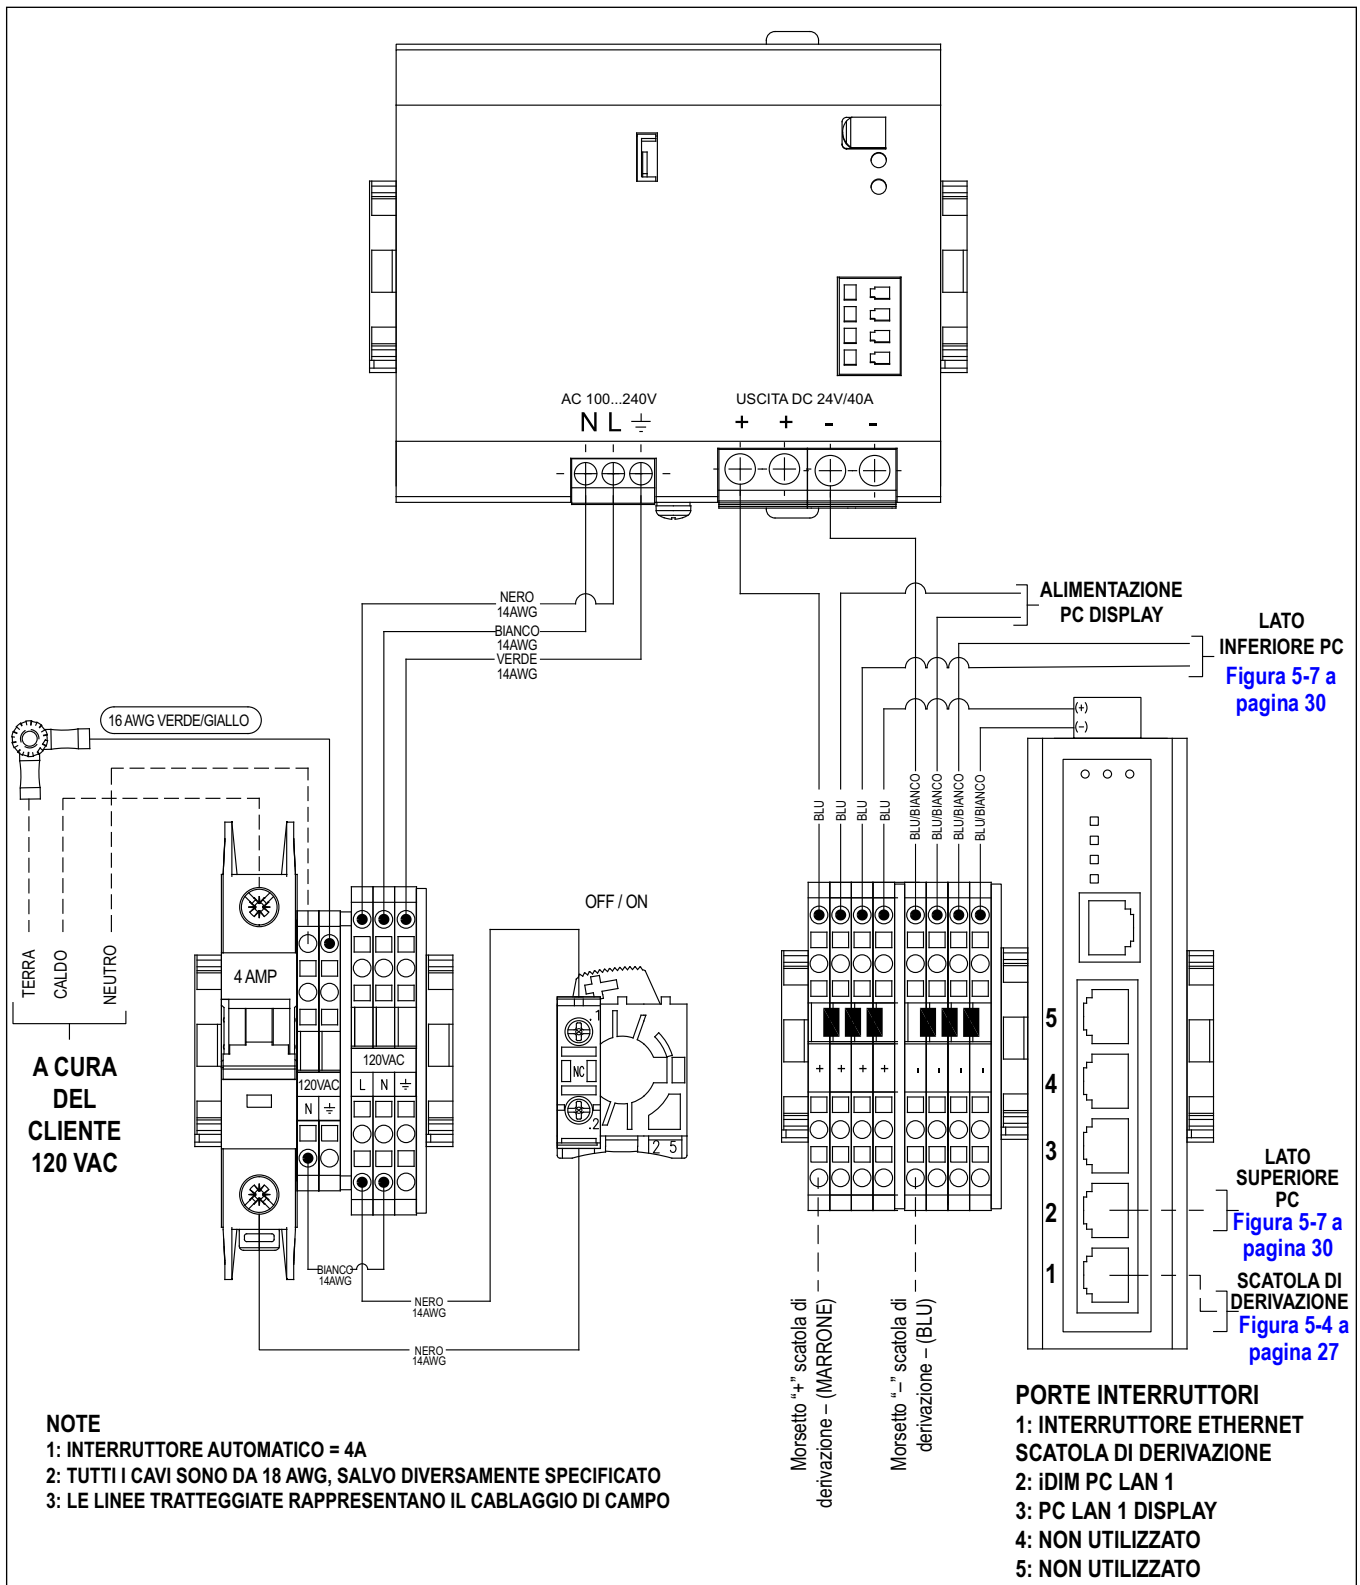 AC 100...240V
N L
USCITA DC 24V/40A
+ + - -
NERO
14AWG
BIANCO
14AWG
VERDE
14AWG
ALIMENTAZIONE
PC DISPLAY
LATO
INFERIORE PC
Figura 5-7 a
pagina 30
16 AWG VERDE/GIALLO
(+)
(−)
BLU
BLU
BLU
BLU
BLU/BIANCO
BLU/BIANCO
BLU/BIANCO
BLU/BIANCO
OFF / ON
TERRA
CALDO
NEUTRO
4 AMP
A CURA
DEL
CLIENTE
120 VAC
120VAC
N
120VAC
L N
.1
NC
.2
2 5
+ + + +
- - - -
5
4
3
2
1
LATO
SUPERIORE
PC
Figura 5-7 a
pagina 30
SCATOLA DI
DERIVAZIONE
Figura 5-4 a
pagina 27
BIANCO
14AWG
NERO
14AWG
NERO
14AWG
Morsetto “+” scatola di
derivazione – (MARRONE)
Morsetto “–” scatola di
derivazione – (BLU)
NOTE
1: INTERRUTTORE AUTOMATICO = 4A
2: TUTTI I CAVI SONO DA 18 AWG, SALVO DIVERSAMENTE SPECIFICATO
3: LE LINEE TRATTEGGIATE RAPPRESENTANO IL CABLAGGIO DI CAMPO
PORTE INTERRUTTORI
1: INTERRUTTORE ETHERNET
SCATOLA DI DERIVAZIONE
2: iDIM PC LAN 1
3: PC LAN 1 DISPLAY
4: NON UTILIZZATO
5: NON UTILIZZATO